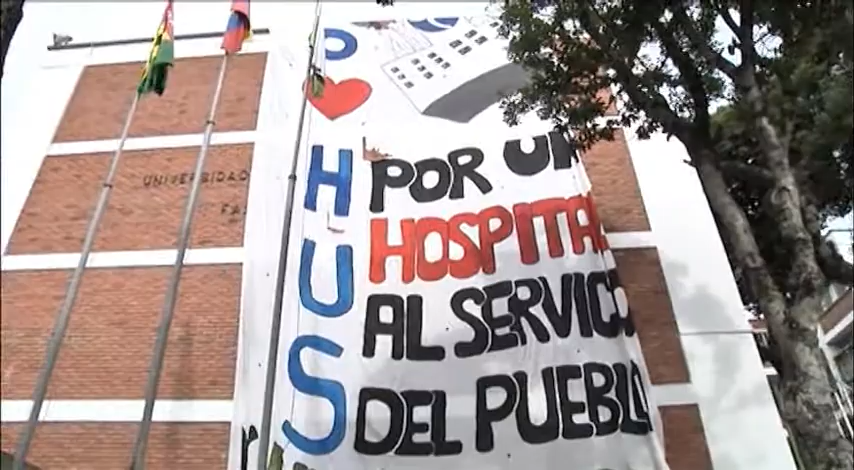 UNIVERSIDAD
POR UN
HOSPITAL
AL SERVICIO
DEL PUEBLO
HUS